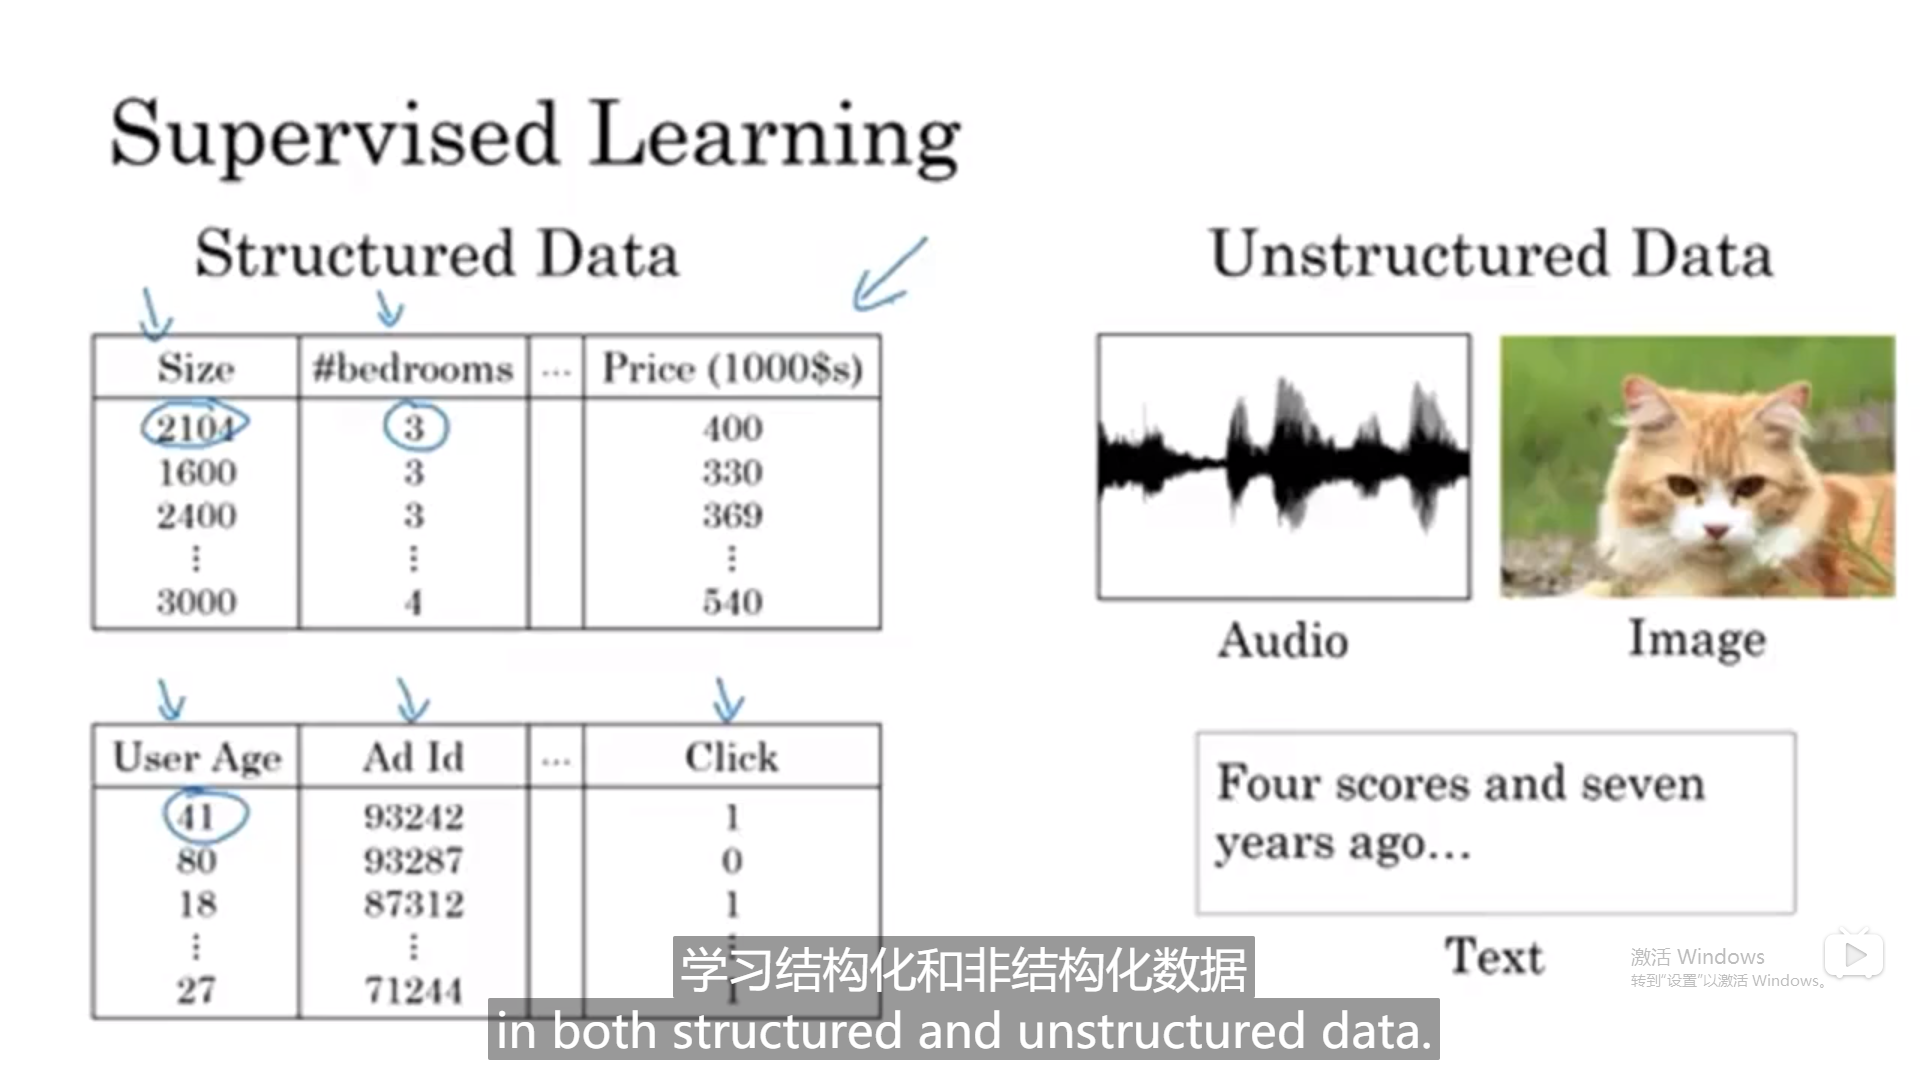 Supervised Learning
Structured Data
Size #bedrooms ... Price (1000$s)
2104 3 400
1600 3 330
2400 3 369
⋮ ⋮ ⋮
3000 4 540
User Age Ad Id ... Click
41 93242 1
80 93287 0
18 87312 1
⋮ ⋮ ⋮
27 71244 1
Unstructured Data
Audio
Image
Four scores and seven
years ago...
Text
学习结构化和非结构化数据
in both structured and unstructured data.
激活 Windows
转到“设置”以激活 Windows。